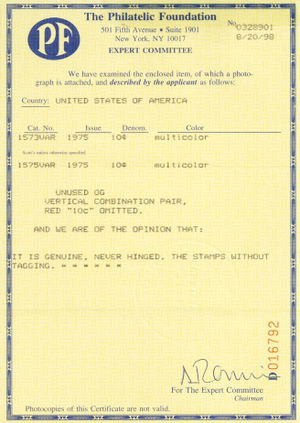 PF
The Philatelic Foundation
501 Fifth Avenue • Suite 1901
New York, NY 10017
EXPERT COMMITTEE
No 0328901
8/20/98
We have examined the enclosed item, of which a photo-
graph is attached, and described by the applicant as follows:
Country: UNITED STATES OF AMERICA
Cat. No. Issue Denom. Color
1573VAR 1975 10¢ multicolor
Scott's unless otherwise specified
1575VAR 1975 10¢ multicolor
UNUSED OG
VERTICAL COMBINATION PAIR,
RED "10c" OMITTED.
AND WE ARE OF THE OPINION THAT:
IT IS GENUINE, NEVER HINGED, THE STAMPS WITHOUT
TAGGING. * * * * * *
D016792
For The Expert Committee
Chairman
Photocopies of this Certificate are not valid.